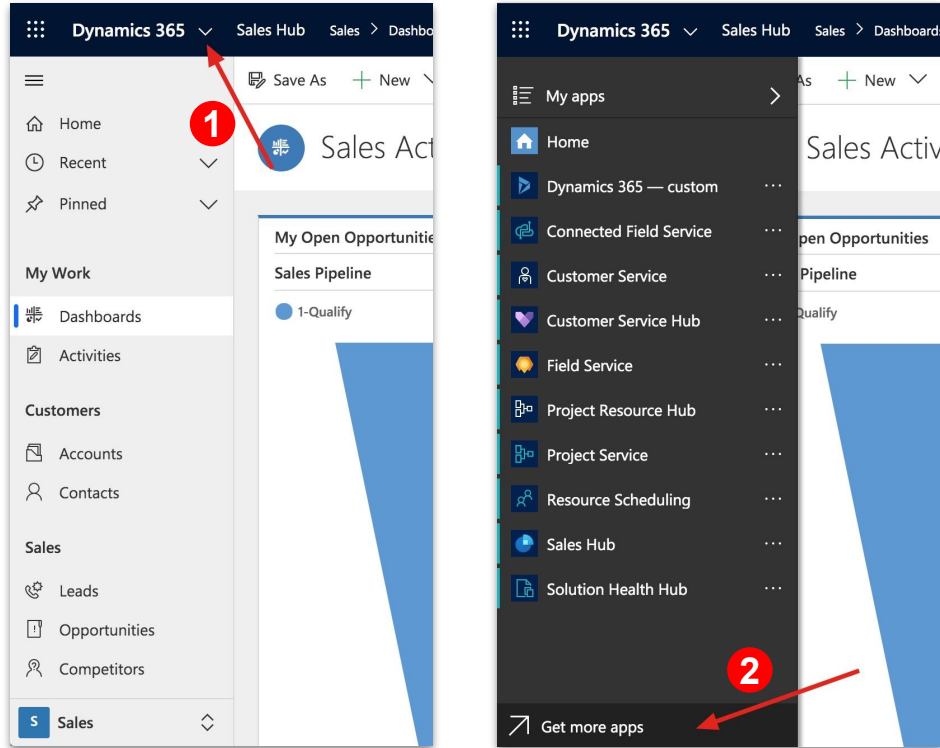 Dynamics 365 Sales Hub Sales > Dashbo
Save As + New
Home
Recent
Pinned
1
Sales Act
My Open Opportunitie
Sales Pipeline
1-Qualify
My Work
Dashboards
Activities
Customers
Accounts
Contacts
Sales
Leads
Opportunities
Competitors
S Sales
Dynamics 365 Sales Hub Sales > Dashboards
My apps
As + New
Home
Sales Activ
Dynamics 365 — custom ...
Connected Field Service ...
pen Opportunities
Customer Service ...
Pipeline
Customer Service Hub ...
Qualify
Field Service ...
Project Resource Hub ...
Project Service ...
Resource Scheduling ...
Sales Hub ...
Solution Health Hub ...
2
Get more apps